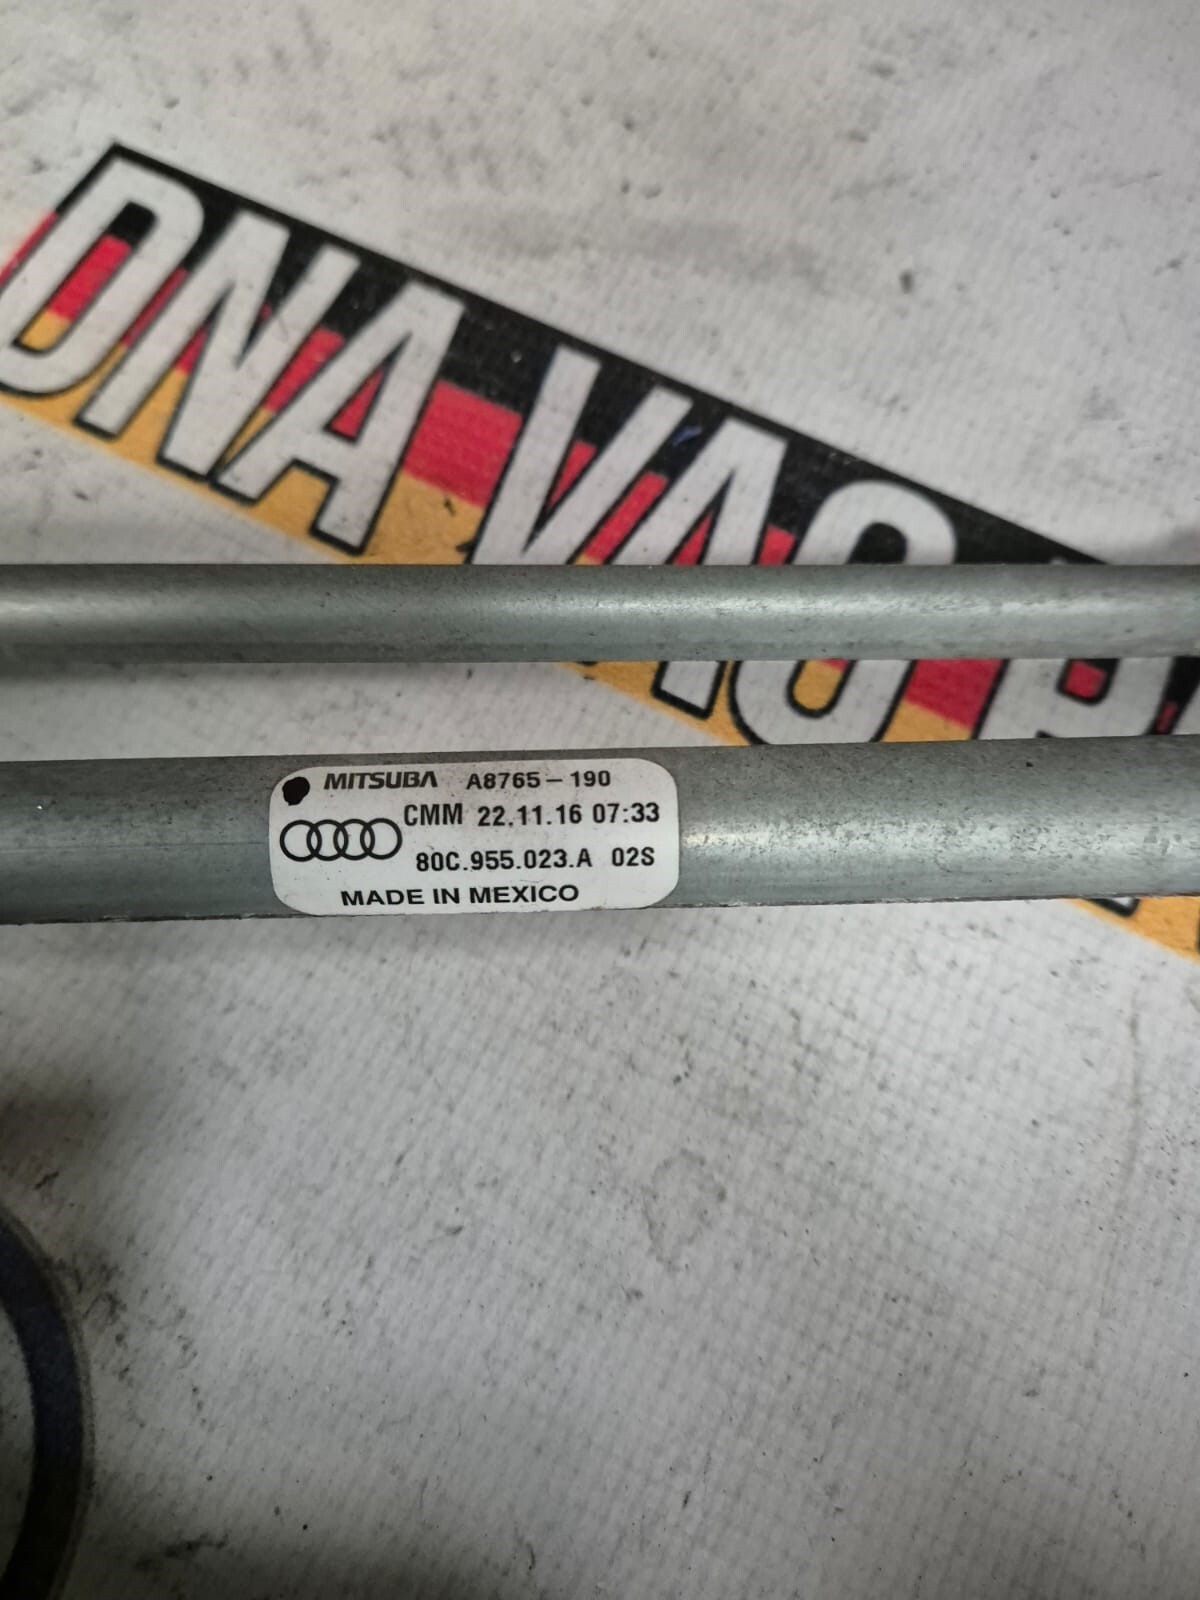 DNA VAG
MITSUBA A8765-190
CMM 22.11.16 07:33
80C.955.023.A 02S
MADE IN MEXICO